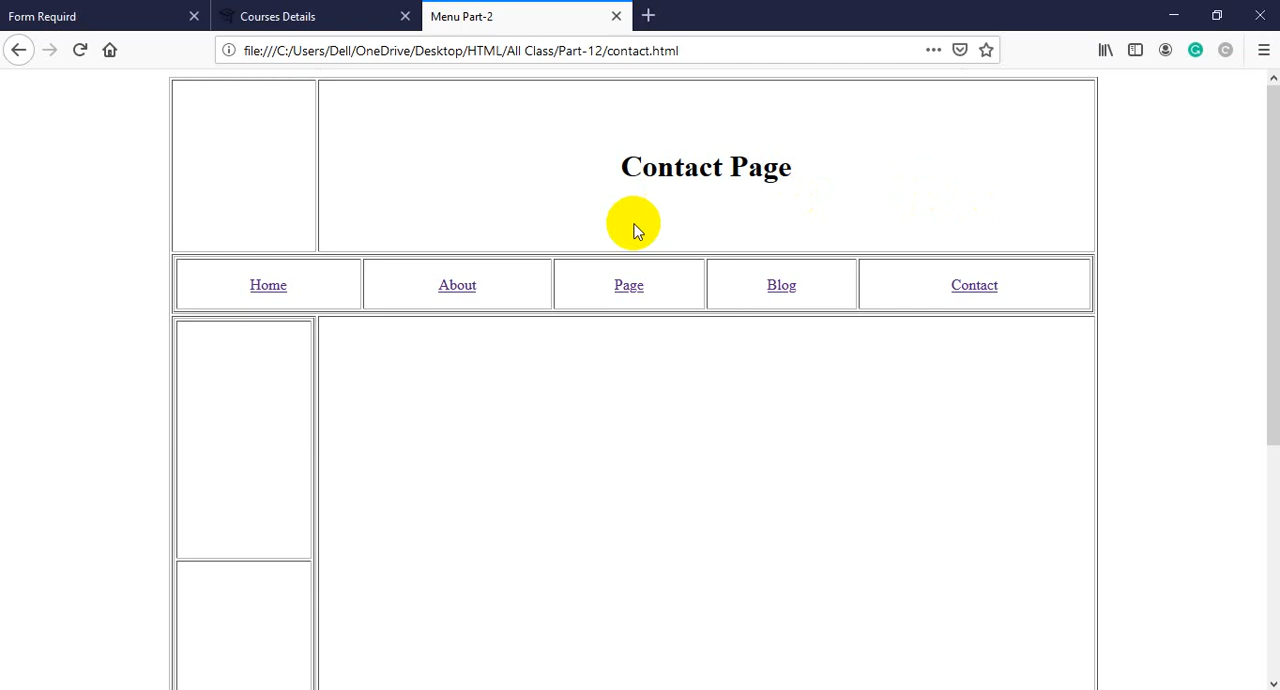 Form Requird
Courses Details
Menu Part-2
file:///C:/Users/Dell/OneDrive/Desktop/HTML/All Class/Part-12/contact.html
Contact Page
Home About Page Blog Contact